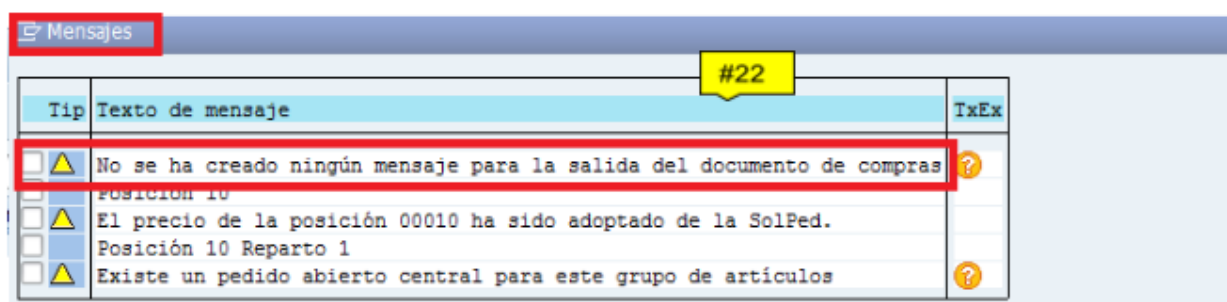 Mensajes
#22
Tip Texto de mensaje TxEx
No se ha creado ningún mensaje para la salida del documento de compras
Posición 10
El precio de la posición 00010 ha sido adoptado de la SolPed.
Posición 10 Reparto 1
Existe un pedido abierto central para este grupo de artículos